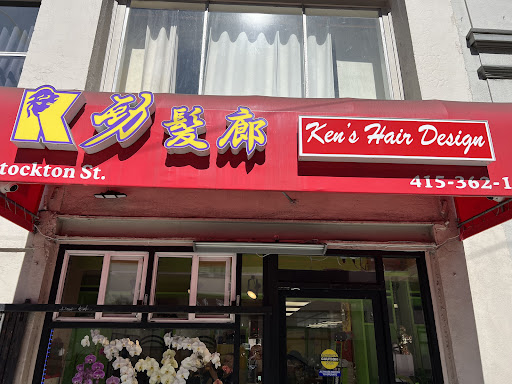 K 剪髮廊
Ken's Hair Design
tockton St.
415-362-1